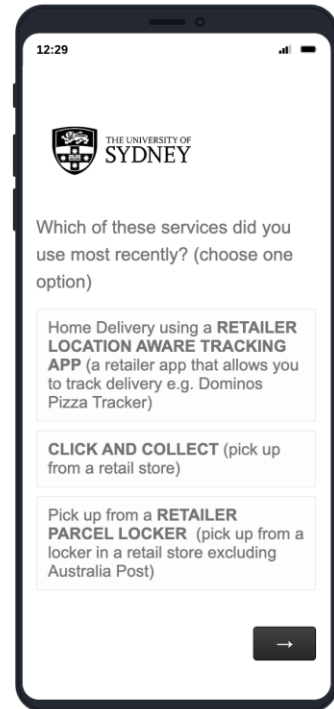 12:29
THE UNIVERSITY OF
SYDNEY
Which of these services did you
use most recently? (choose one
option)
Home Delivery using a RETAILER
LOCATION AWARE TRACKING
APP (a retailer app that allows you
to track delivery e.g. Dominos
Pizza Tracker)
CLICK AND COLLECT (pick up
from a retail store)
Pick up from a RETAILER
PARCEL LOCKER (pick up from a
locker in a retail store excluding
Australia Post)
→